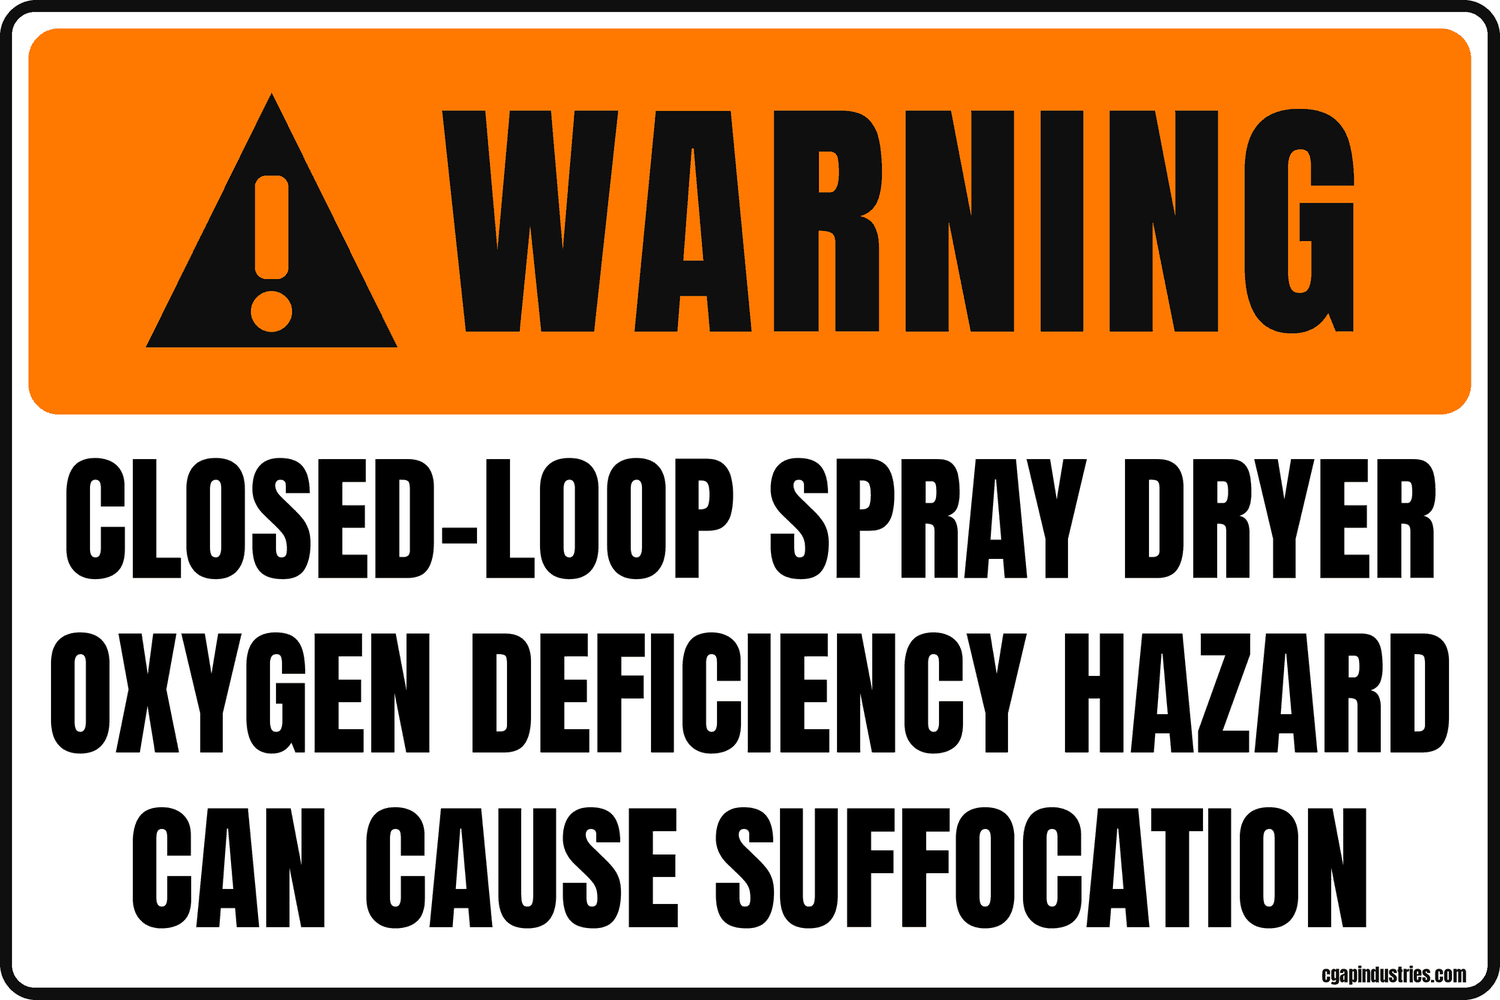 WARNING
CLOSED-LOOP SPRAY DRYER
OXYGEN DEFICIENCY HAZARD
CAN CAUSE SUFFOCATION
cgapindustries.com